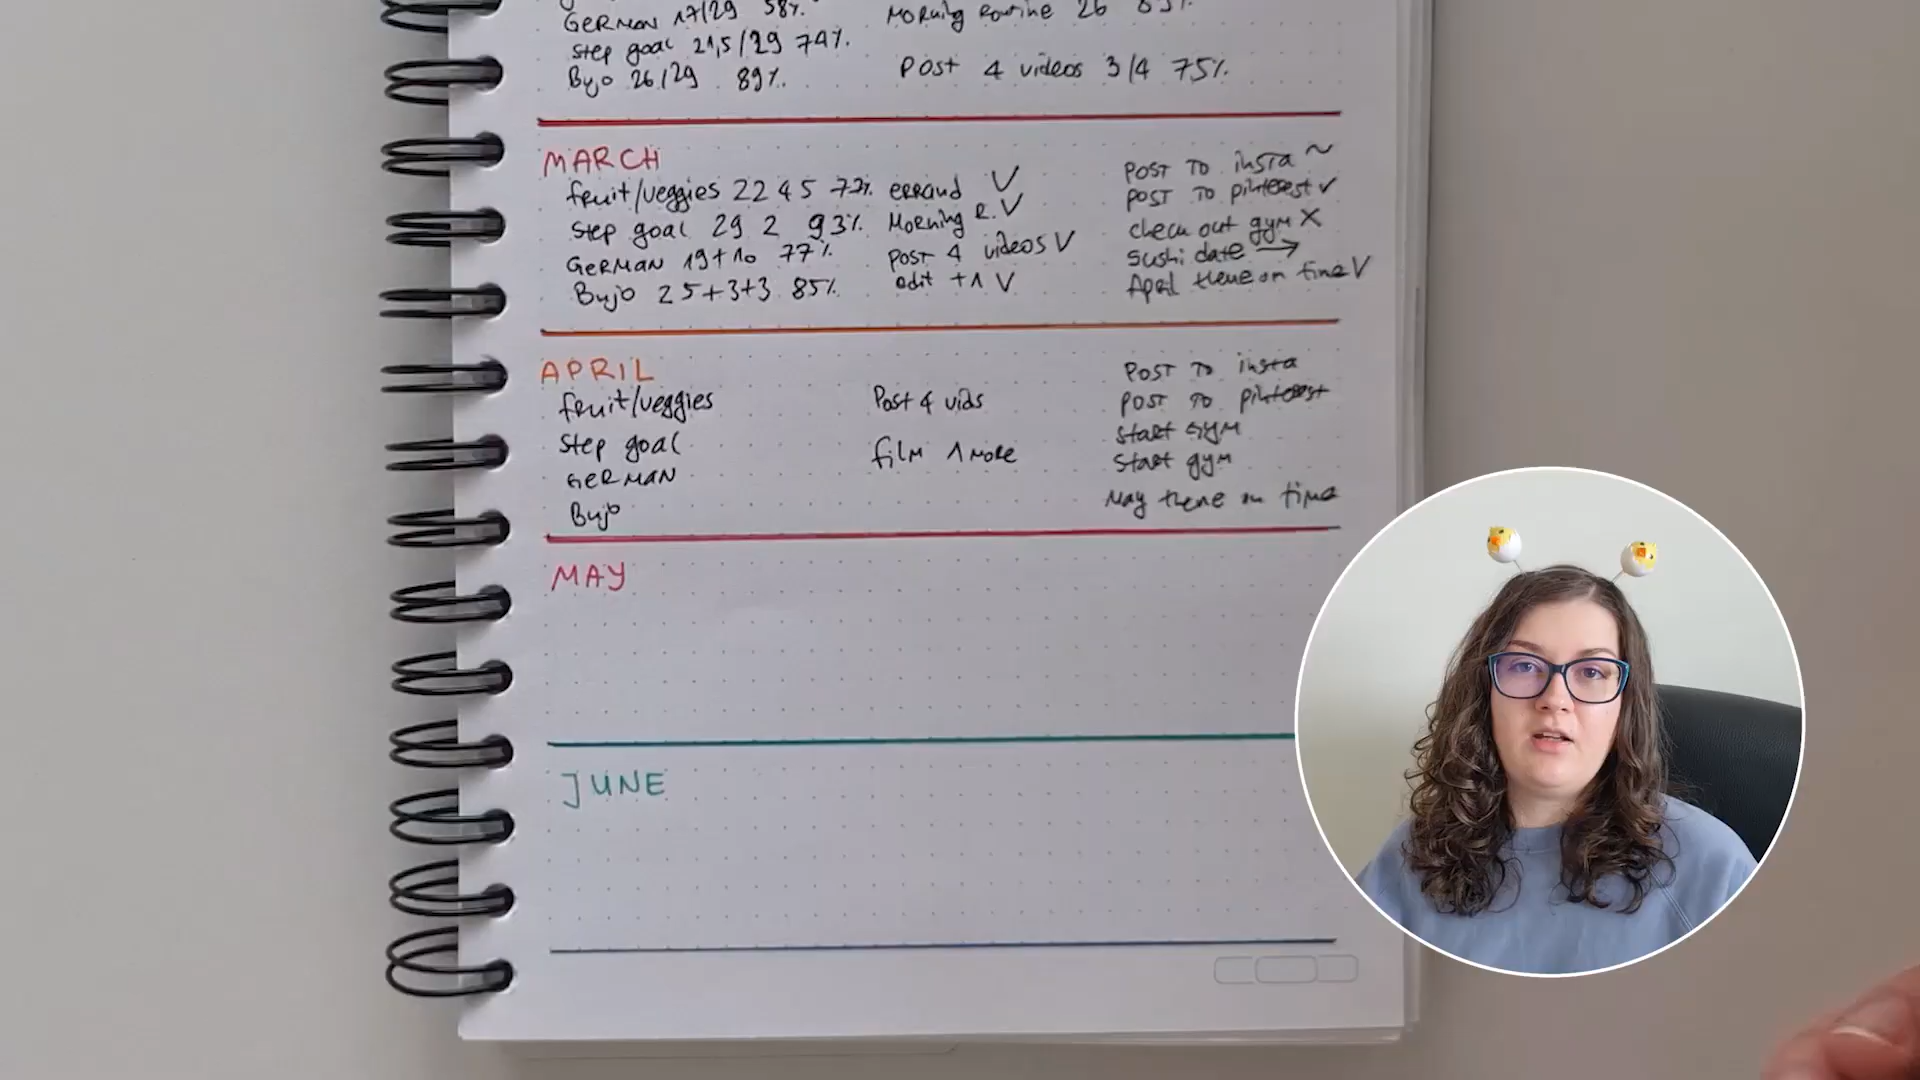 GERMAN 17/29 58%.
Step goal 21,5/29 74%.
Bujo 26/29 89%.
Morning Routine 26 89%.
Post 4 videos 3/4 75%.
MARCH
fruit/veggies 22 4 5 73%.
Step goal 29 2 93%.
GERMAN 19+10 77%.
Bujo 25+3+3 85%.
errand V
Morning R. V
Post 4 videos V
edit +1 V
POST TO insta ~
POST TO pinterest ✓
check out gym X
Sushi date →
April theme on time V
APRIL
fruit/veggies
Step goal
GERMAN
Bujo
Post 4 vids
film 1 more
POST TO insta
POST TO pinterest
Start GYM
Start gym
May theme on time
MAY
JUNE